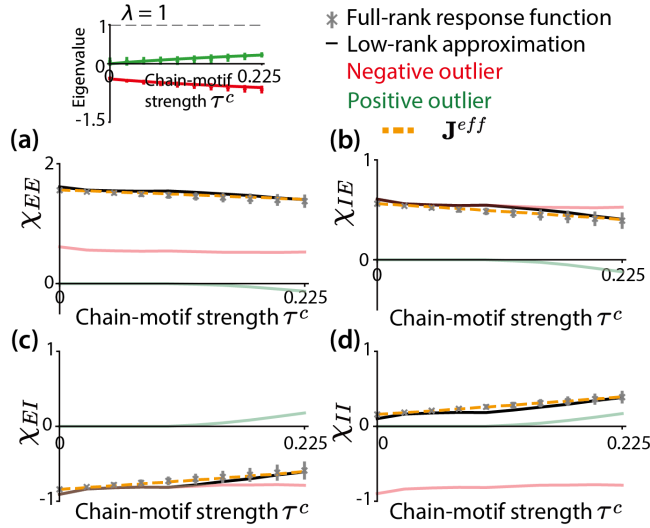 λ = 1
1
Eigenvalue
0
0
0.225
Chain-motif
strength τ^c
-1.5
Full-rank response function
Low-rank approximation
Negative outlier
Positive outlier
J^eff
(a)
2
χ_EE
0
0
0.225
Chain-motif strength τ^c
(b)
1
χ_IE
0
0
0.225
Chain-motif strength τ^c
(c)
1
χ_EI
0
0
0.225
-1
Chain-motif strength τ^c
(d)
1
χ_II
0
0
0.225
-1
Chain-motif strength τ^c